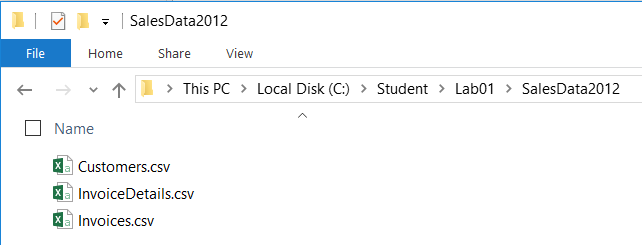 SalesData2012
File Home Share View
This PC > Local Disk (C:) > Student > Lab01 > SalesData2012
Name
Customers.csv
InvoiceDetails.csv
Invoices.csv